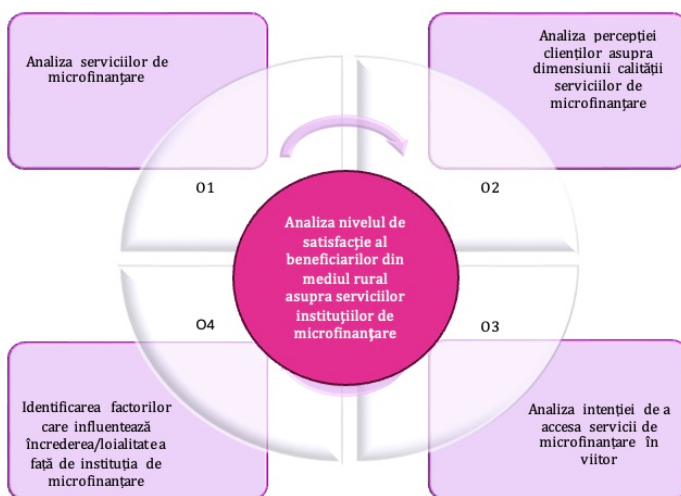 Analiza serviciilor de
microfinanțare
Analiza percepției
clienților asupra
dimensiunii calității
serviciilor de
microfinanțare
O1
O2
Analiza nivelul de
satisfacție al
beneficiarilor din
mediul rural
asupra serviciilor
instituțiilor de
microfinanțare
O4
O3
Identificarea factorilor
care influentează
încrederea/loialitatea
față de instituția de
microfinanțare
Analiza intenției de a
accesa servicii de
microfinanțare în
viitor